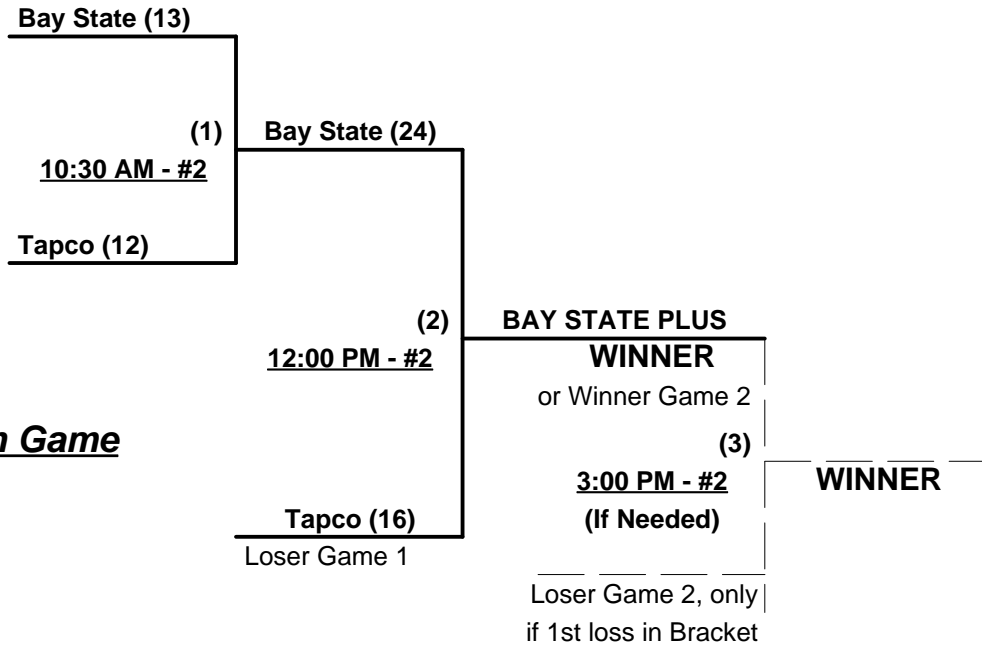 Bay State (13)
(1)
Bay State (24)
10:30 AM - #2
Tapco (12)
(2)
BAY STATE PLUS
12:00 PM - #2
WINNER
or Winner Game 2
Game
(3)
3:00 PM - #2
WINNER
(If Needed)
Tapco (16)
Loser Game 1
Loser Game 2, only
if 1st loss in Bracket